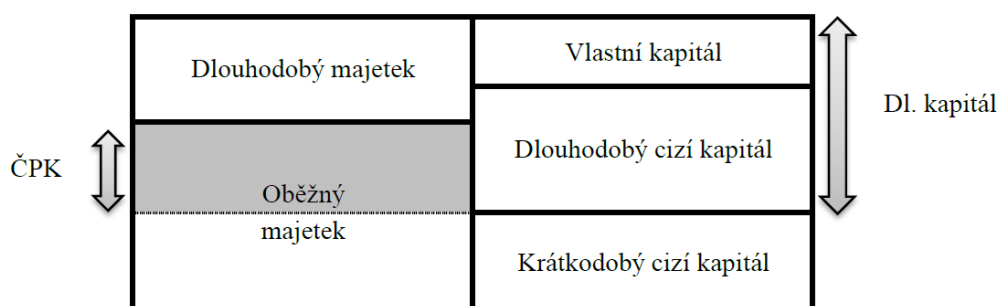 Dlouhodobý majetek
Vlastní kapitál
Dl. kapitál
ČPK
Dlouhodobý cizí kapitál
Oběžný
majetek
Krátkodobý cizí kapitál